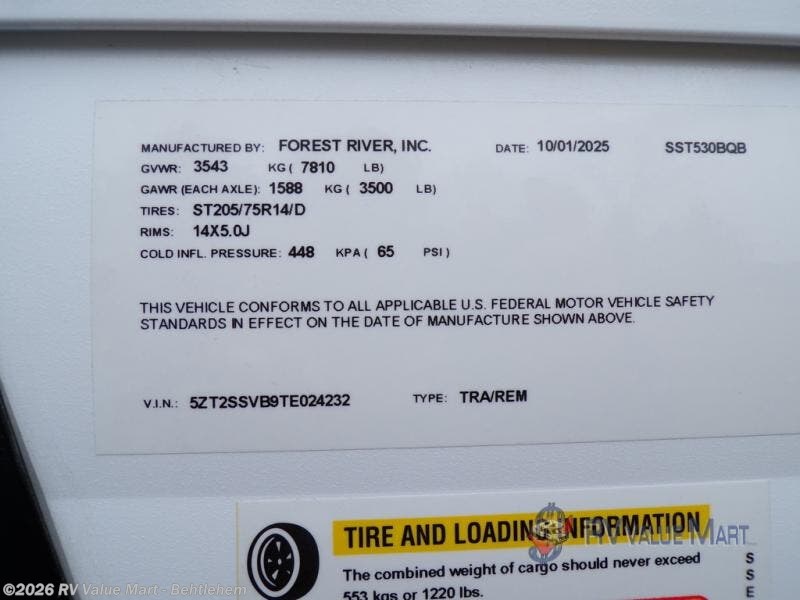 MANUFACTURED BY: FOREST RIVER, INC. DATE: 10/01/2025 SST530BQB
GVWR: 3543 KG ( 7810 LB)
GAWR (EACH AXLE): 1588 KG ( 3500 LB)
TIRES: ST205/75R14/D
RIMS: 14X5.0J
COLD INFL. PRESSURE: 448 KPA ( 65 PSI )
THIS VEHICLE CONFORMS TO ALL APPLICABLE U.S. FEDERAL MOTOR VEHICLE SAFETY
STANDARDS IN EFFECT ON THE DATE OF MANUFACTURE SHOWN ABOVE.
V.I.N.: 5ZT2SSVB9TE024232 TYPE: TRA/REM
TIRE AND LOADING INFORMATION
RV VALUE MART
The combined weight of cargo should never exceed
553 kgs or 1220 lbs.
S
S
E
©2026 RV Value Mart - Behtlehem